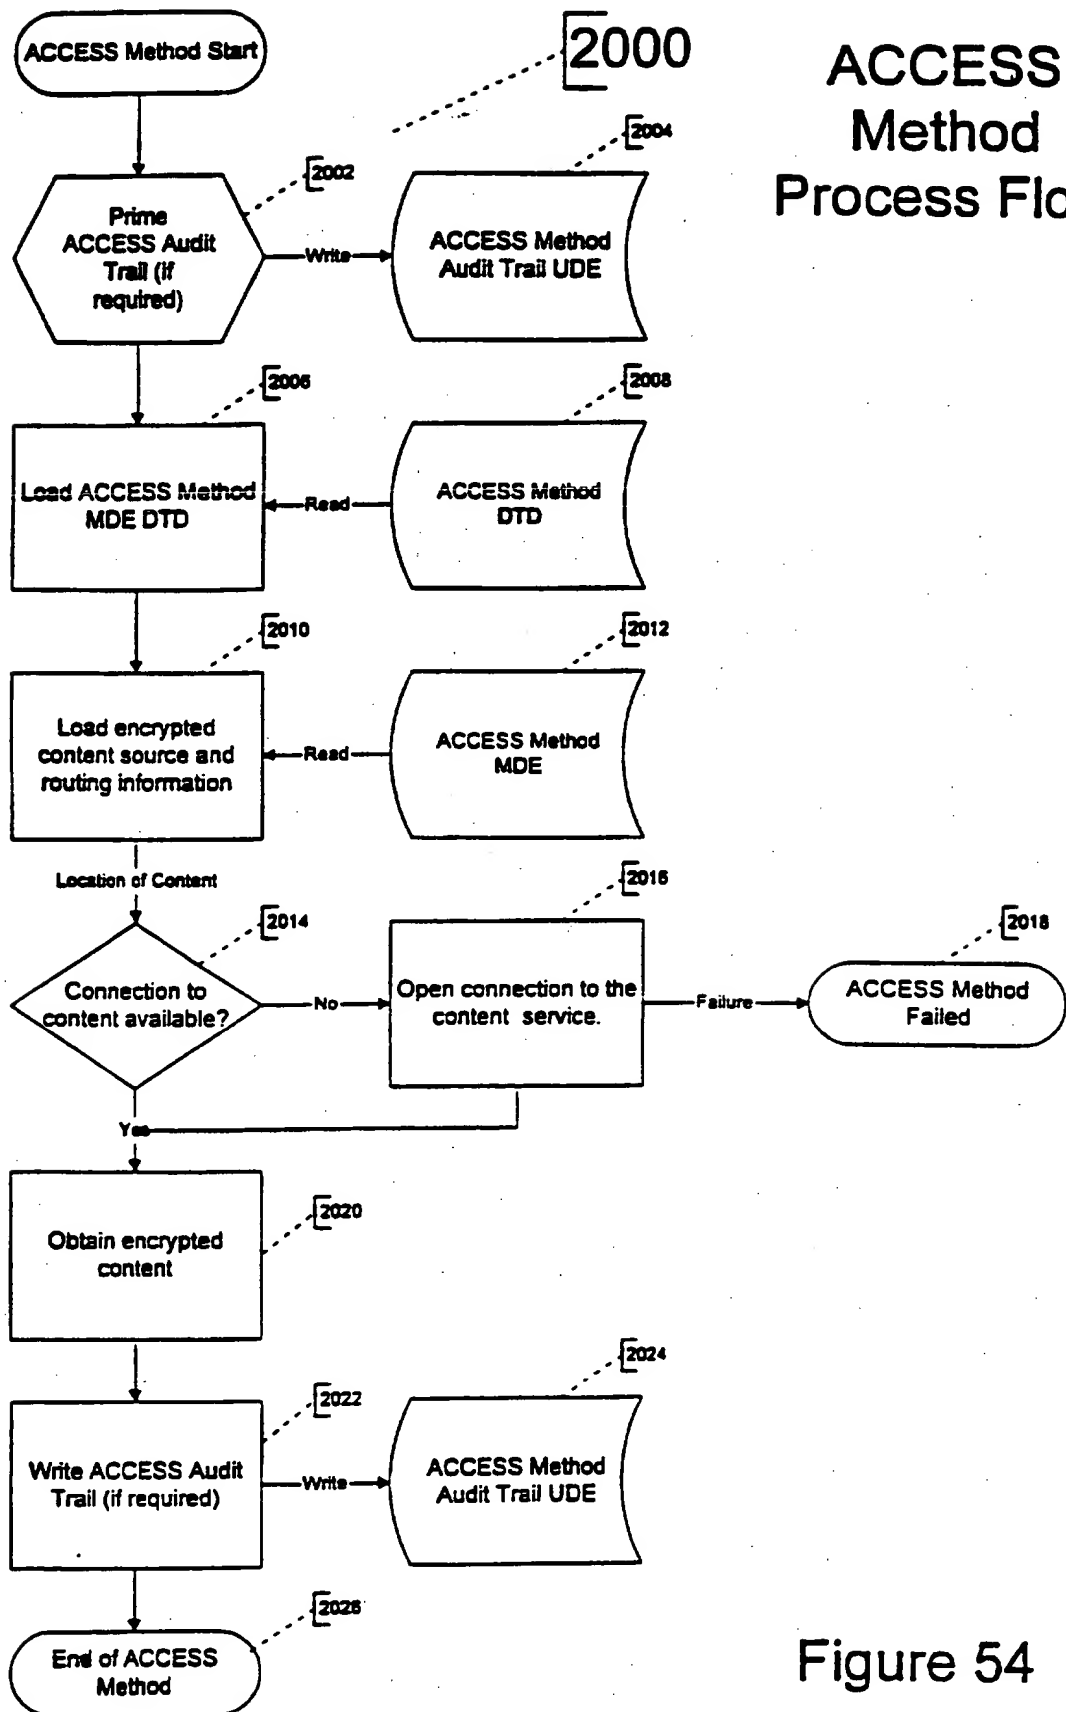 ACCESS Method Start
2000
ACCESS
Method
Process Flo
2002
2004
Prime
ACCESS Audit
Trail (if
required)
Write
ACCESS Method
Audit Trail UDE
2006
2008
Load ACCESS Method
MDE DTD
Read
ACCESS Method
DTD
2010
2012
Load encrypted
content source and
routing information
Read
ACCESS Method
MDE
Location of Content
2014
2016
2018
Connection to
content available?
No
Open connection to the
content service.
Failure
ACCESS Method
Failed
Yes
2020
Obtain encrypted
content
2022
2024
Write ACCESS Audit
Trail (if required)
Write
ACCESS Method
Audit Trail UDE
2026
End of ACCESS
Method
Figure 54